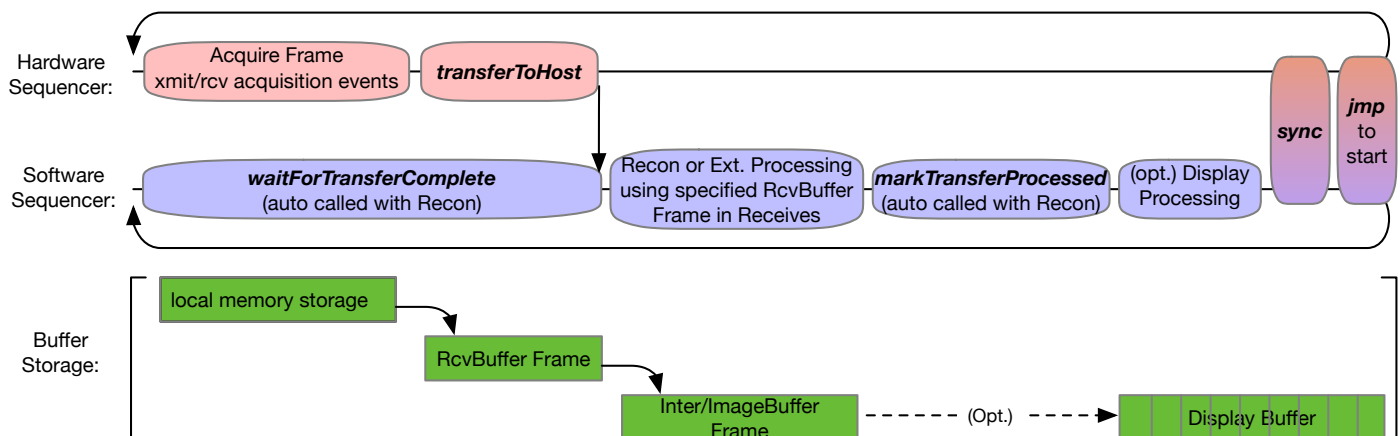 Hardware
Sequencer:
Acquire Frame
xmit/rcv acquisition events
transferToHost
sync
jmp
to
start
Software
Sequencer:
waitForTransferComplete
(auto called with Recon)
Recon or Ext. Processing
using specified RcvBuffer
Frame in Receives
markTransferProcessed
(auto called with Recon)
(opt.) Display
Processing
Buffer
Storage:
local memory storage
RcvBuffer Frame
Inter/ImageBuffer
Frame
(Opt.)
Display Buffer